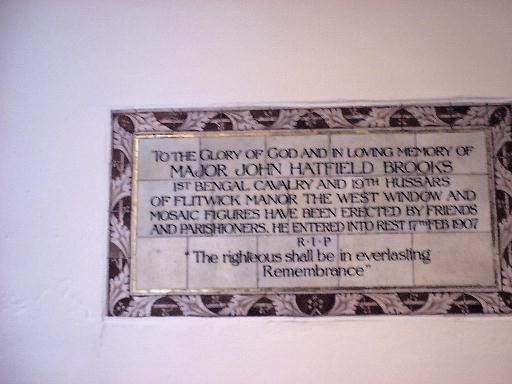 TO THE GLORY OF GOD AND IN LOVING MEMORY OF
MAJOR JOHN HATFIELD BROOKS
1ST BENGAL CAVALRY AND 19TH HUSSARS
OF FLITWICK MANOR THE WEST WINDOW AND
MOSAIC FIGURES HAVE BEEN ERECTED BY FRIENDS
AND PARISHIONERS. HE ENTERED INTO REST 17TH FEB 1907
R·I·P
"The righteous shall be in everlasting
Remembrance"